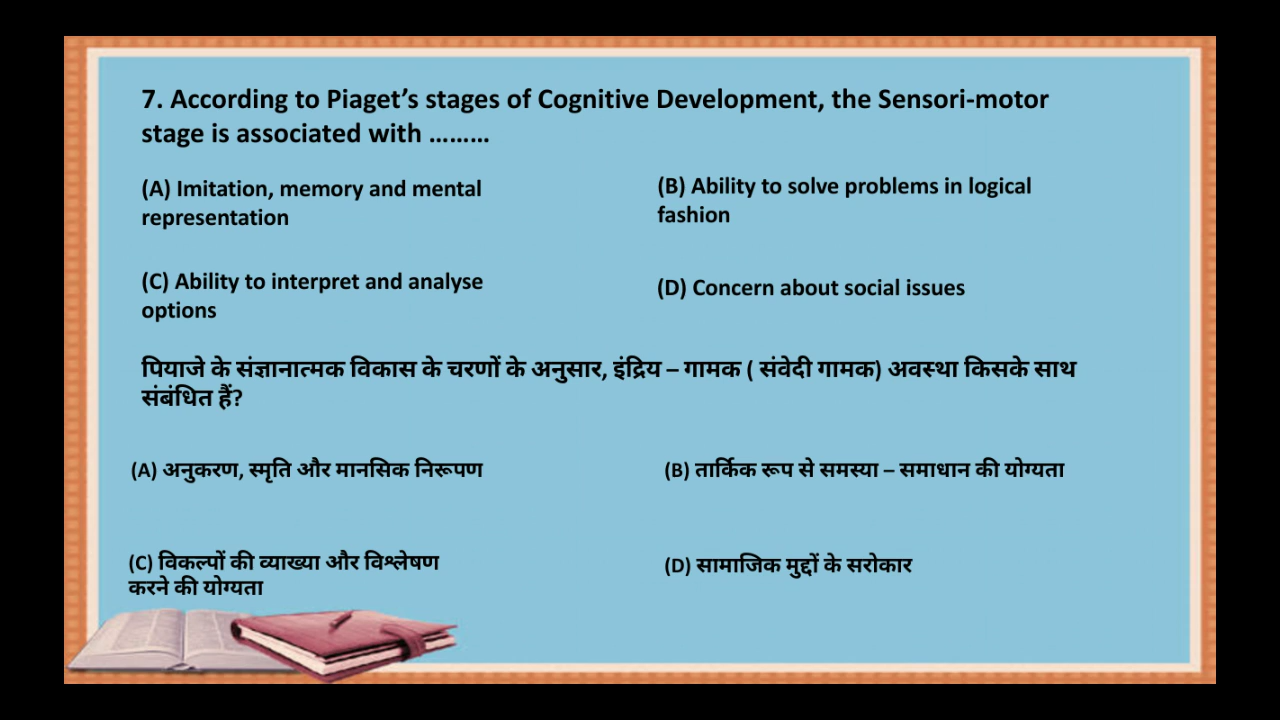 7. According to Piaget’s stages of Cognitive Development, the Sensori-motor
stage is associated with ………
(A) Imitation, memory and mental
representation
(B) Ability to solve problems in logical
fashion
(C) Ability to interpret and analyse
options
(D) Concern about social issues
पियाजे के संज्ञानात्मक विकास के चरणों के अनुसार, इंद्रिय – गामक ( संवेदी गामक) अवस्था किसके साथ
संबंधित हैं?
(A) अनुकरण, स्मृति और मानसिक निरूपण
(B) तार्किक रूप से समस्या – समाधान की योग्यता
(C) विकल्पों की व्याख्या और विश्लेषण
करने की योग्यता
(D) सामाजिक मुद्दों के सरोकार